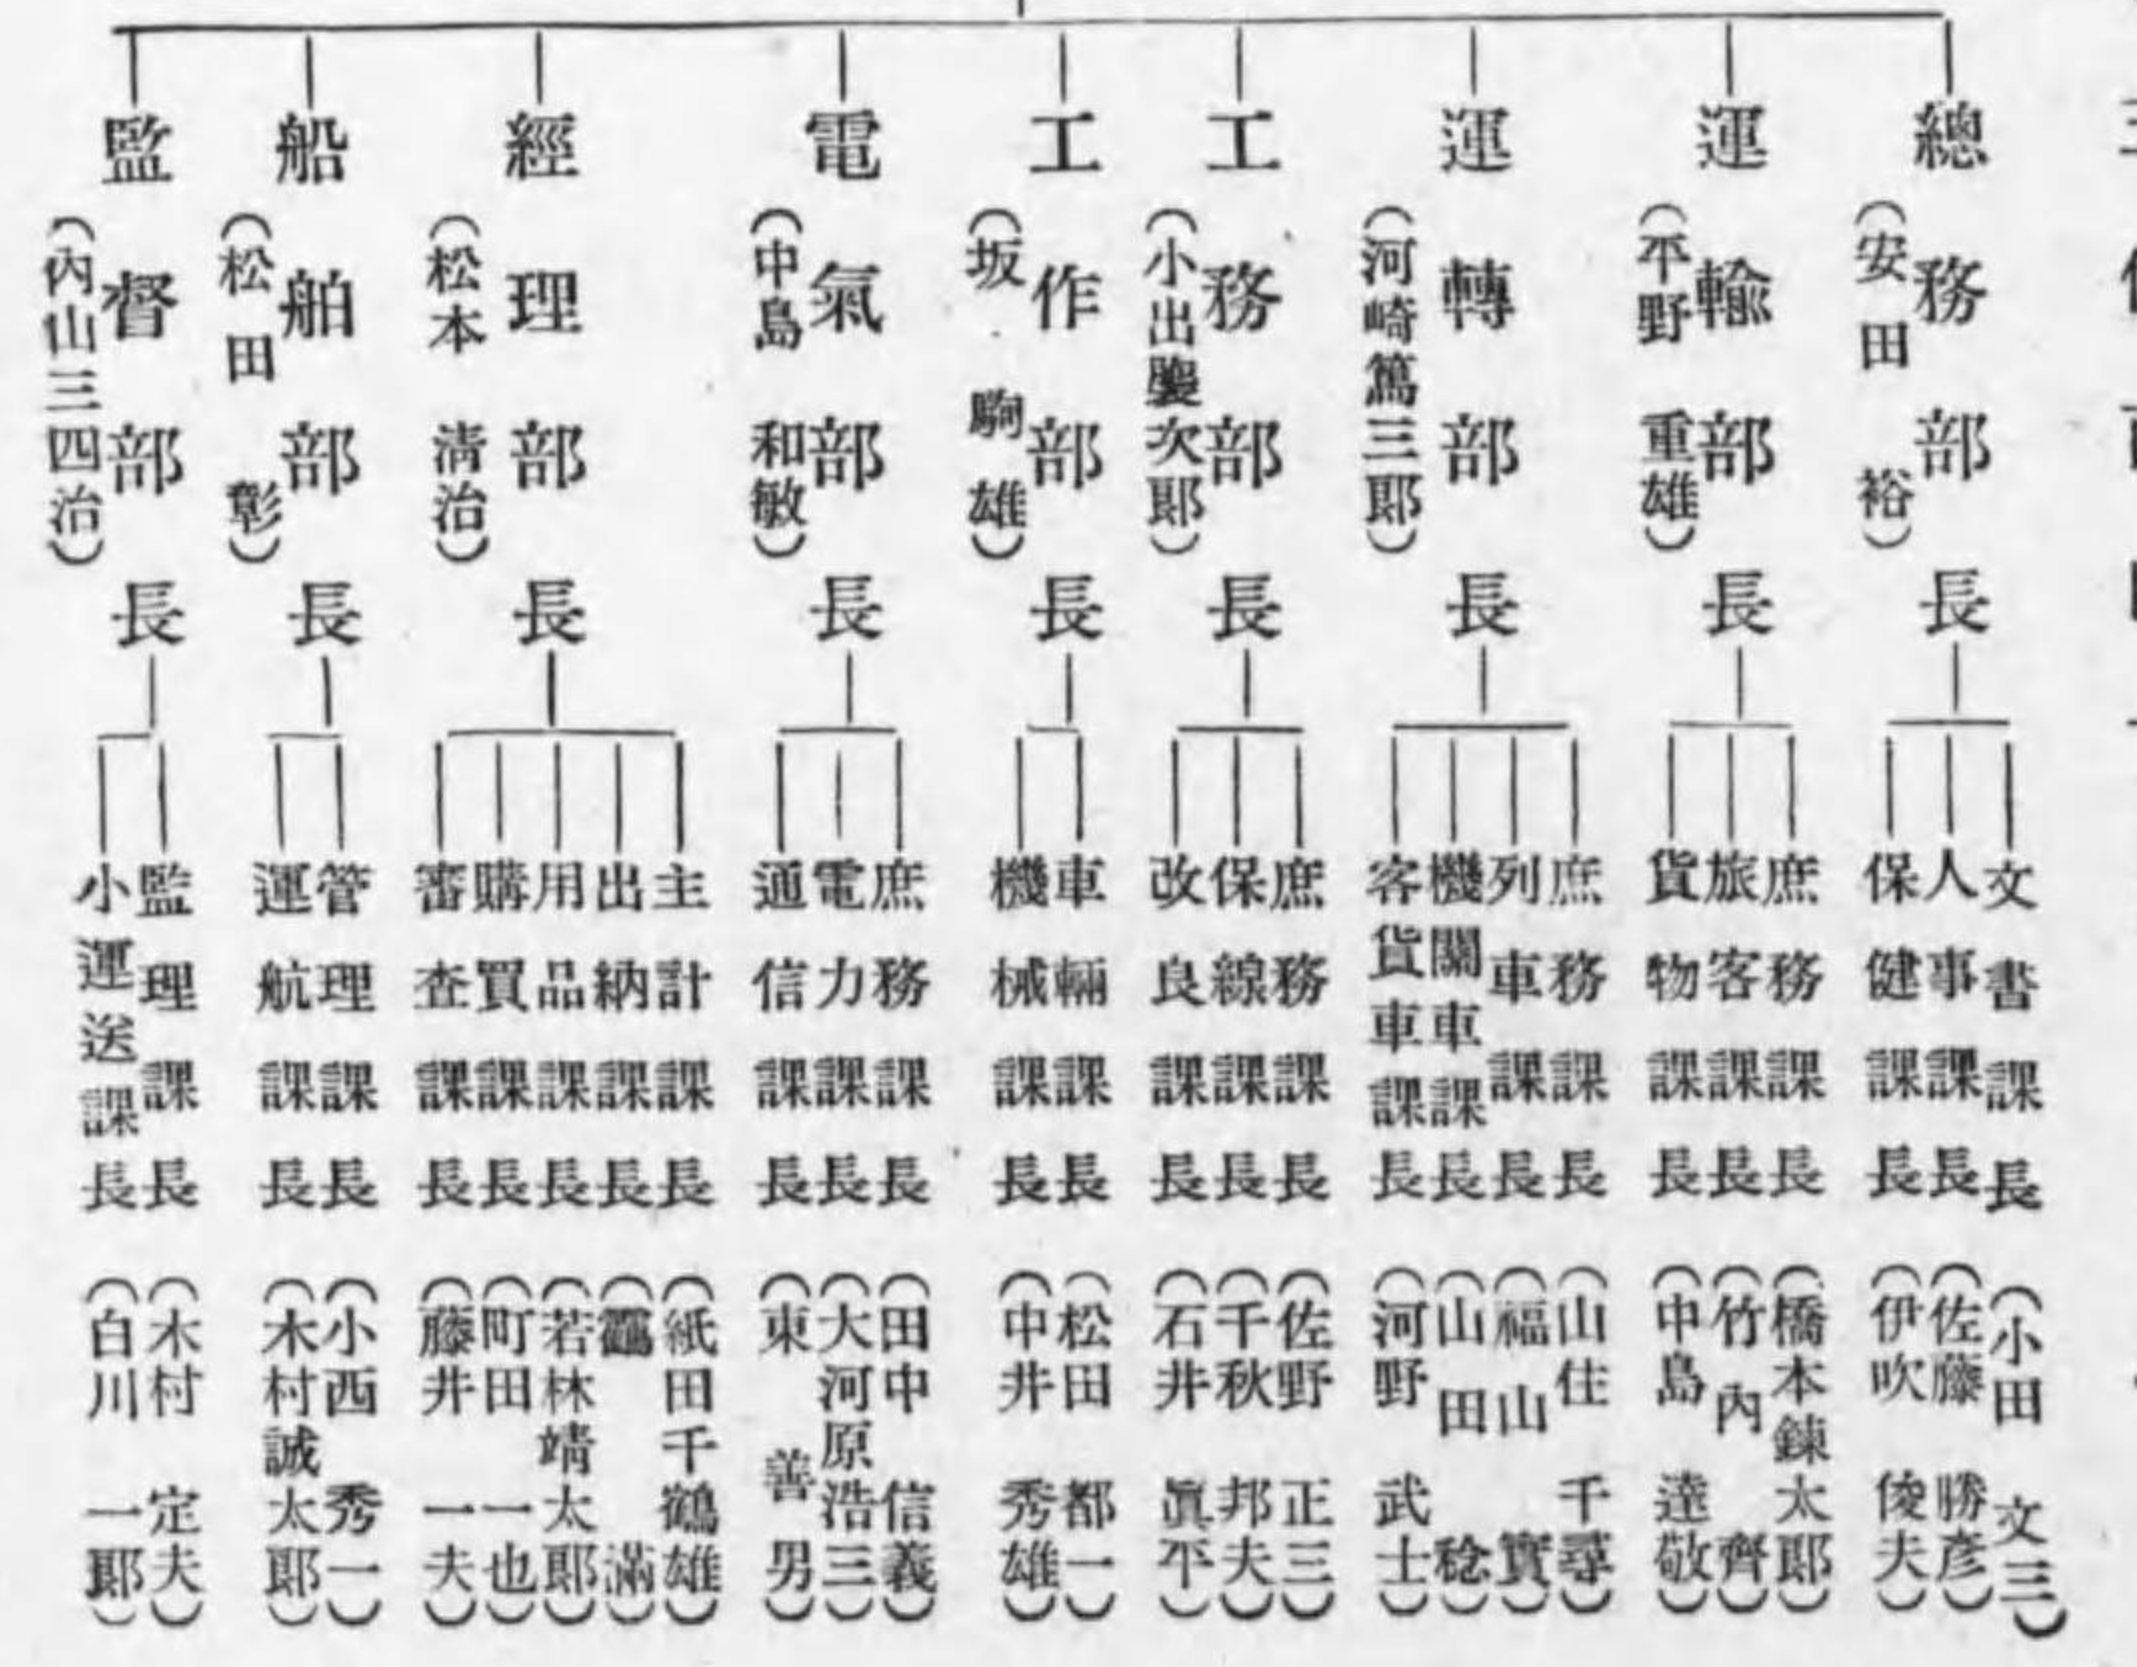 總務部長
（安田裕）
文書課長（小田文三）
人事課長（佐藤勝彦）
保健課長（伊吹俊夫）
運輸部長
（平野重雄）
庶務課長（橋本錬太郎）
旅客課長（竹內齊）
貨物課長（中島達敬）
運轉部長
（河崎篤三郎）
庶務課長（山住千尋）
列車課長（福山實）
機關車課長（山田稔）
客貨車課長（河野武士）
工務部長
庶務課長（佐野正三）
保線課長（千秋邦夫）
改良課長（石井眞平）
工作部長
（坂駒雄）
車輛課長（松田都一）
機械課長（中井秀雄）
電氣部長
（中島和敏）
庶務課長（田中信義）
電力課長（大河原浩三）
通信課長（東善男）
經理部長
（松本淸治）
主計課長（紙田千鶴雄）
出納課長
用品課長（若林靖太郎）
購買課長（町田一也）
審査課長（藤井一夫）
船舶部長
（松田彰）
管理課長（小西秀一）
運航課長（木村誠太郎）
監督部長
（內山三四治）
監理課長（木村定夫）
小運送課長（白川一郎）